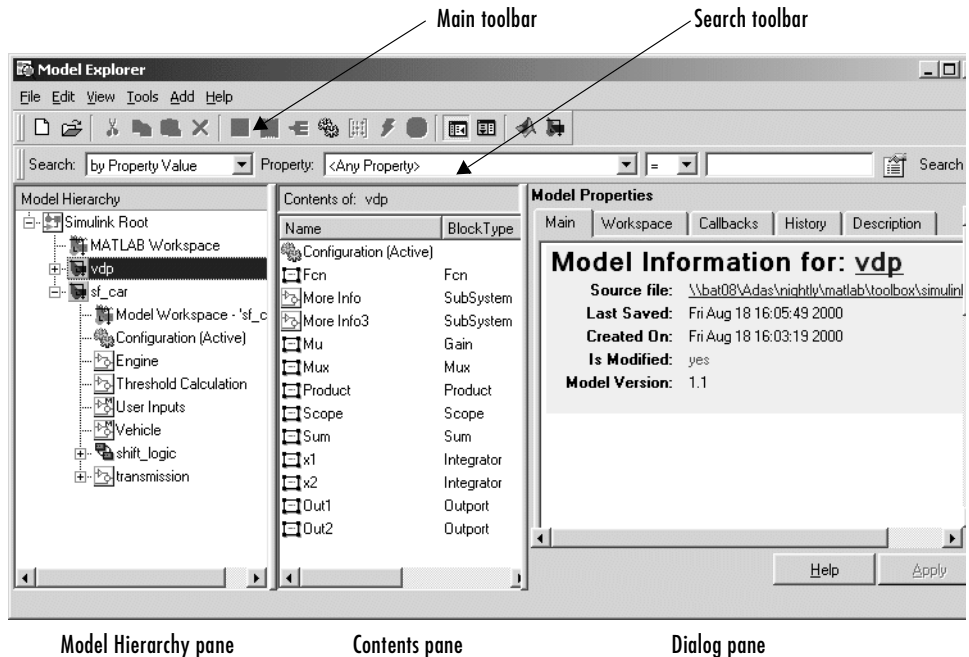 Main toolbar
Search toolbar
Model Explorer
File Edit View Tools Add Help
Search: by Property Value Property: <Any Property> = Search
Model Hierarchy
Simulink Root
MATLAB Workspace
vdp
sf_car
Model Workspace - 'sf_c
Configuration (Active)
Engine
Threshold Calculation
User Inputs
Vehicle
shift_logic
transmission
Contents of: vdp
Name BlockType
Configuration (Active)
Fcn Fcn
More Info SubSystem
More Info3 SubSystem
Mu Gain
Mux Mux
Product Product
Scope Scope
Sum Sum
x1 Integrator
x2 Integrator
Out1 Outport
Out2 Outport
Model Properties
Main Workspace Callbacks History Description
Model Information for: vdp
Source file: \\bat08\Adas\nightly\matlab\toolbox\simulinl
Last Saved: Fri Aug 18 16:05:49 2000
Created On: Fri Aug 18 16:03:19 2000
Is Modified: yes
Model Version: 1.1
Help Apply
Model Hierarchy pane
Contents pane
Dialog pane